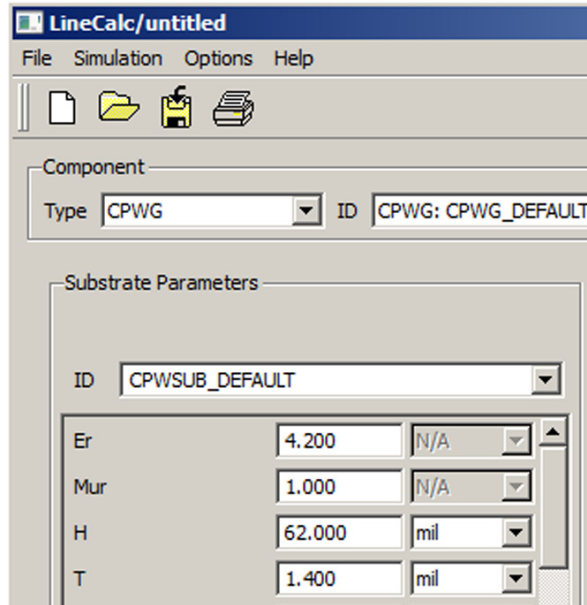 LineCalc/untitled
File Simulation Options Help
Component
Type CPWG ID CPWG: CPWG_DEFAULT
Substrate Parameters
ID CPWSUB_DEFAULT
Er 4.200 N/A
Mur 1.000 N/A
H 62.000 mil
T 1.400 mil